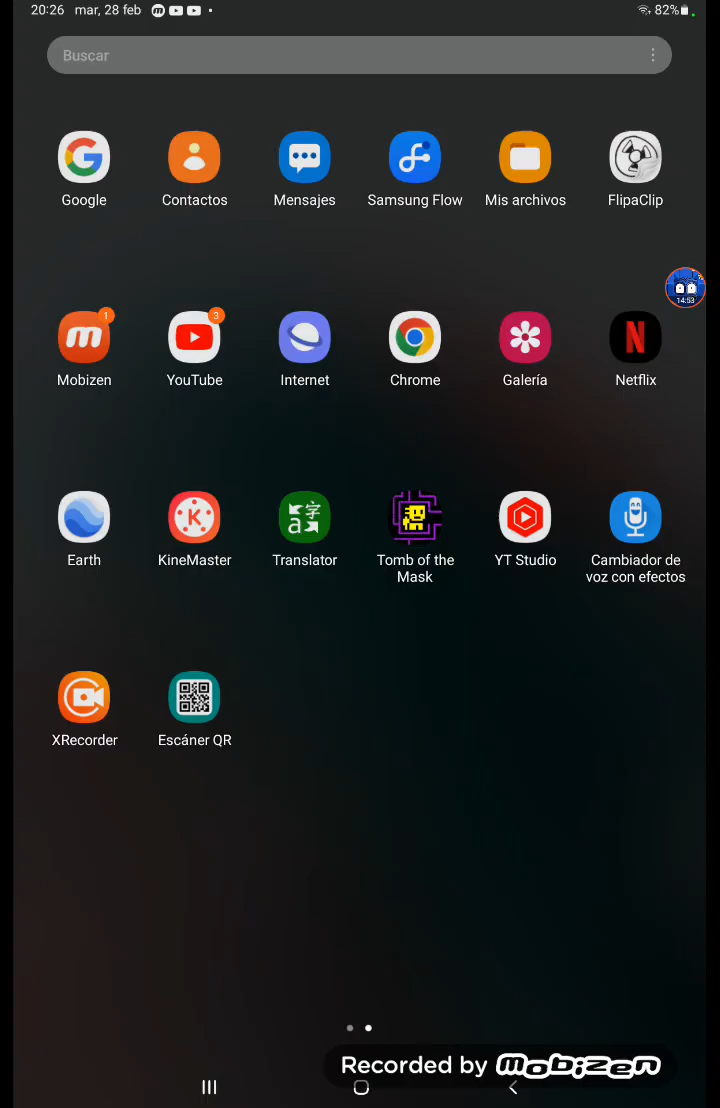 20:26 mar, 28 feb 82%
Buscar
Google Contactos Mensajes Samsung Flow Mis archivos FlipaClip
14:53
1 3
Mobizen YouTube Internet Chrome Galería Netflix
Earth KineMaster Translator Tomb of the Mask YT Studio Cambiador de voz con efectos
XRecorder Escáner QR
Recorded by mobizen